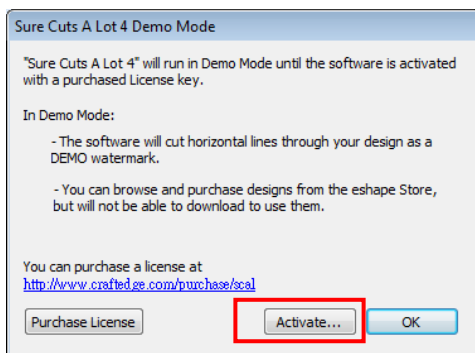 Sure Cuts A Lot 4 Demo Mode
"Sure Cuts A Lot 4" will run in Demo Mode until the software is activated
with a purchased License key.
In Demo Mode:
- The software will cut horizontal lines through your design as a
DEMO watermark.
- You can browse and purchase designs from the eshape Store,
but will not be able to download to use them.
You can purchase a license at
http://www.craftedge.com/purchase/scal
Purchase License
Activate...
OK